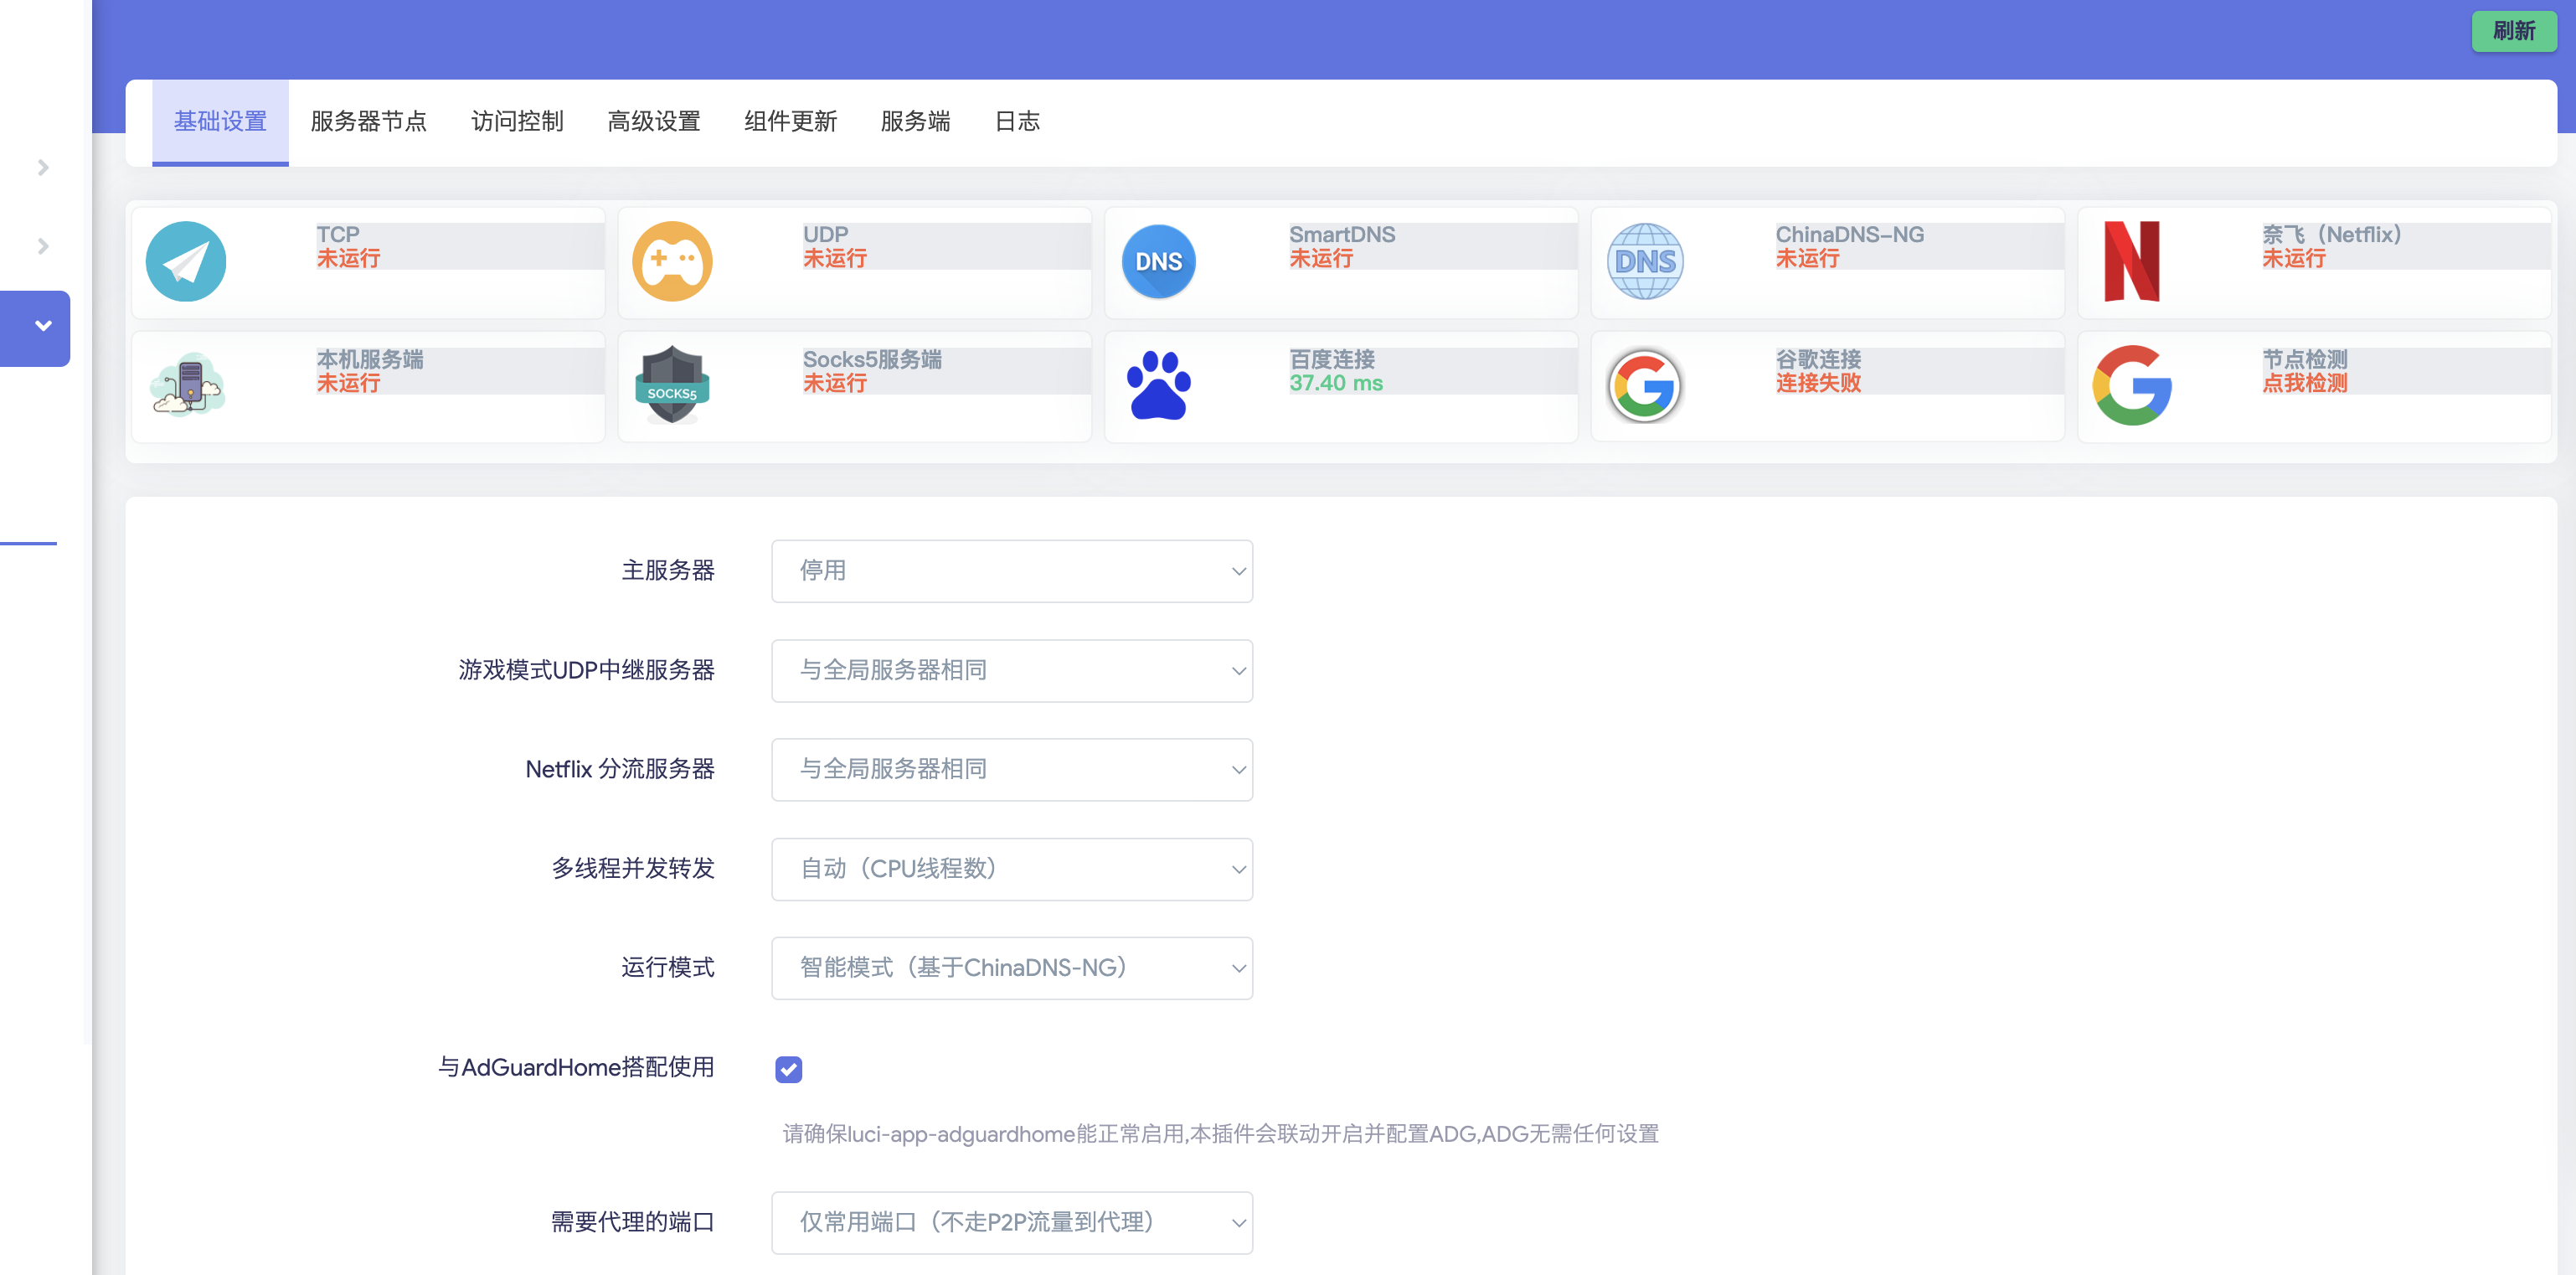 刷新
基础设置 服务器节点 访问控制 高级设置 组件更新 服务端 日志
TCP
未运行
UDP
未运行
DNS
SmartDNS
未运行
DNS
ChinaDNS-NG
未运行
奈飞（Netflix）
未运行
本机服务端
未运行
SOCKS5
Socks5服务端
未运行
百度连接
37.40 ms
谷歌连接
连接失败
节点检测
点我检测
主服务器 停用
游戏模式UDP中继服务器 与全局服务器相同
Netflix 分流服务器 与全局服务器相同
多线程并发转发 自动（CPU线程数）
运行模式 智能模式（基于ChinaDNS-NG）
与AdGuardHome搭配使用
请确保luci-app-adguardhome能正常启用,本插件会联动开启并配置ADG,ADG无需任何设置
需要代理的端口 仅常用端口（不走P2P流量到代理）